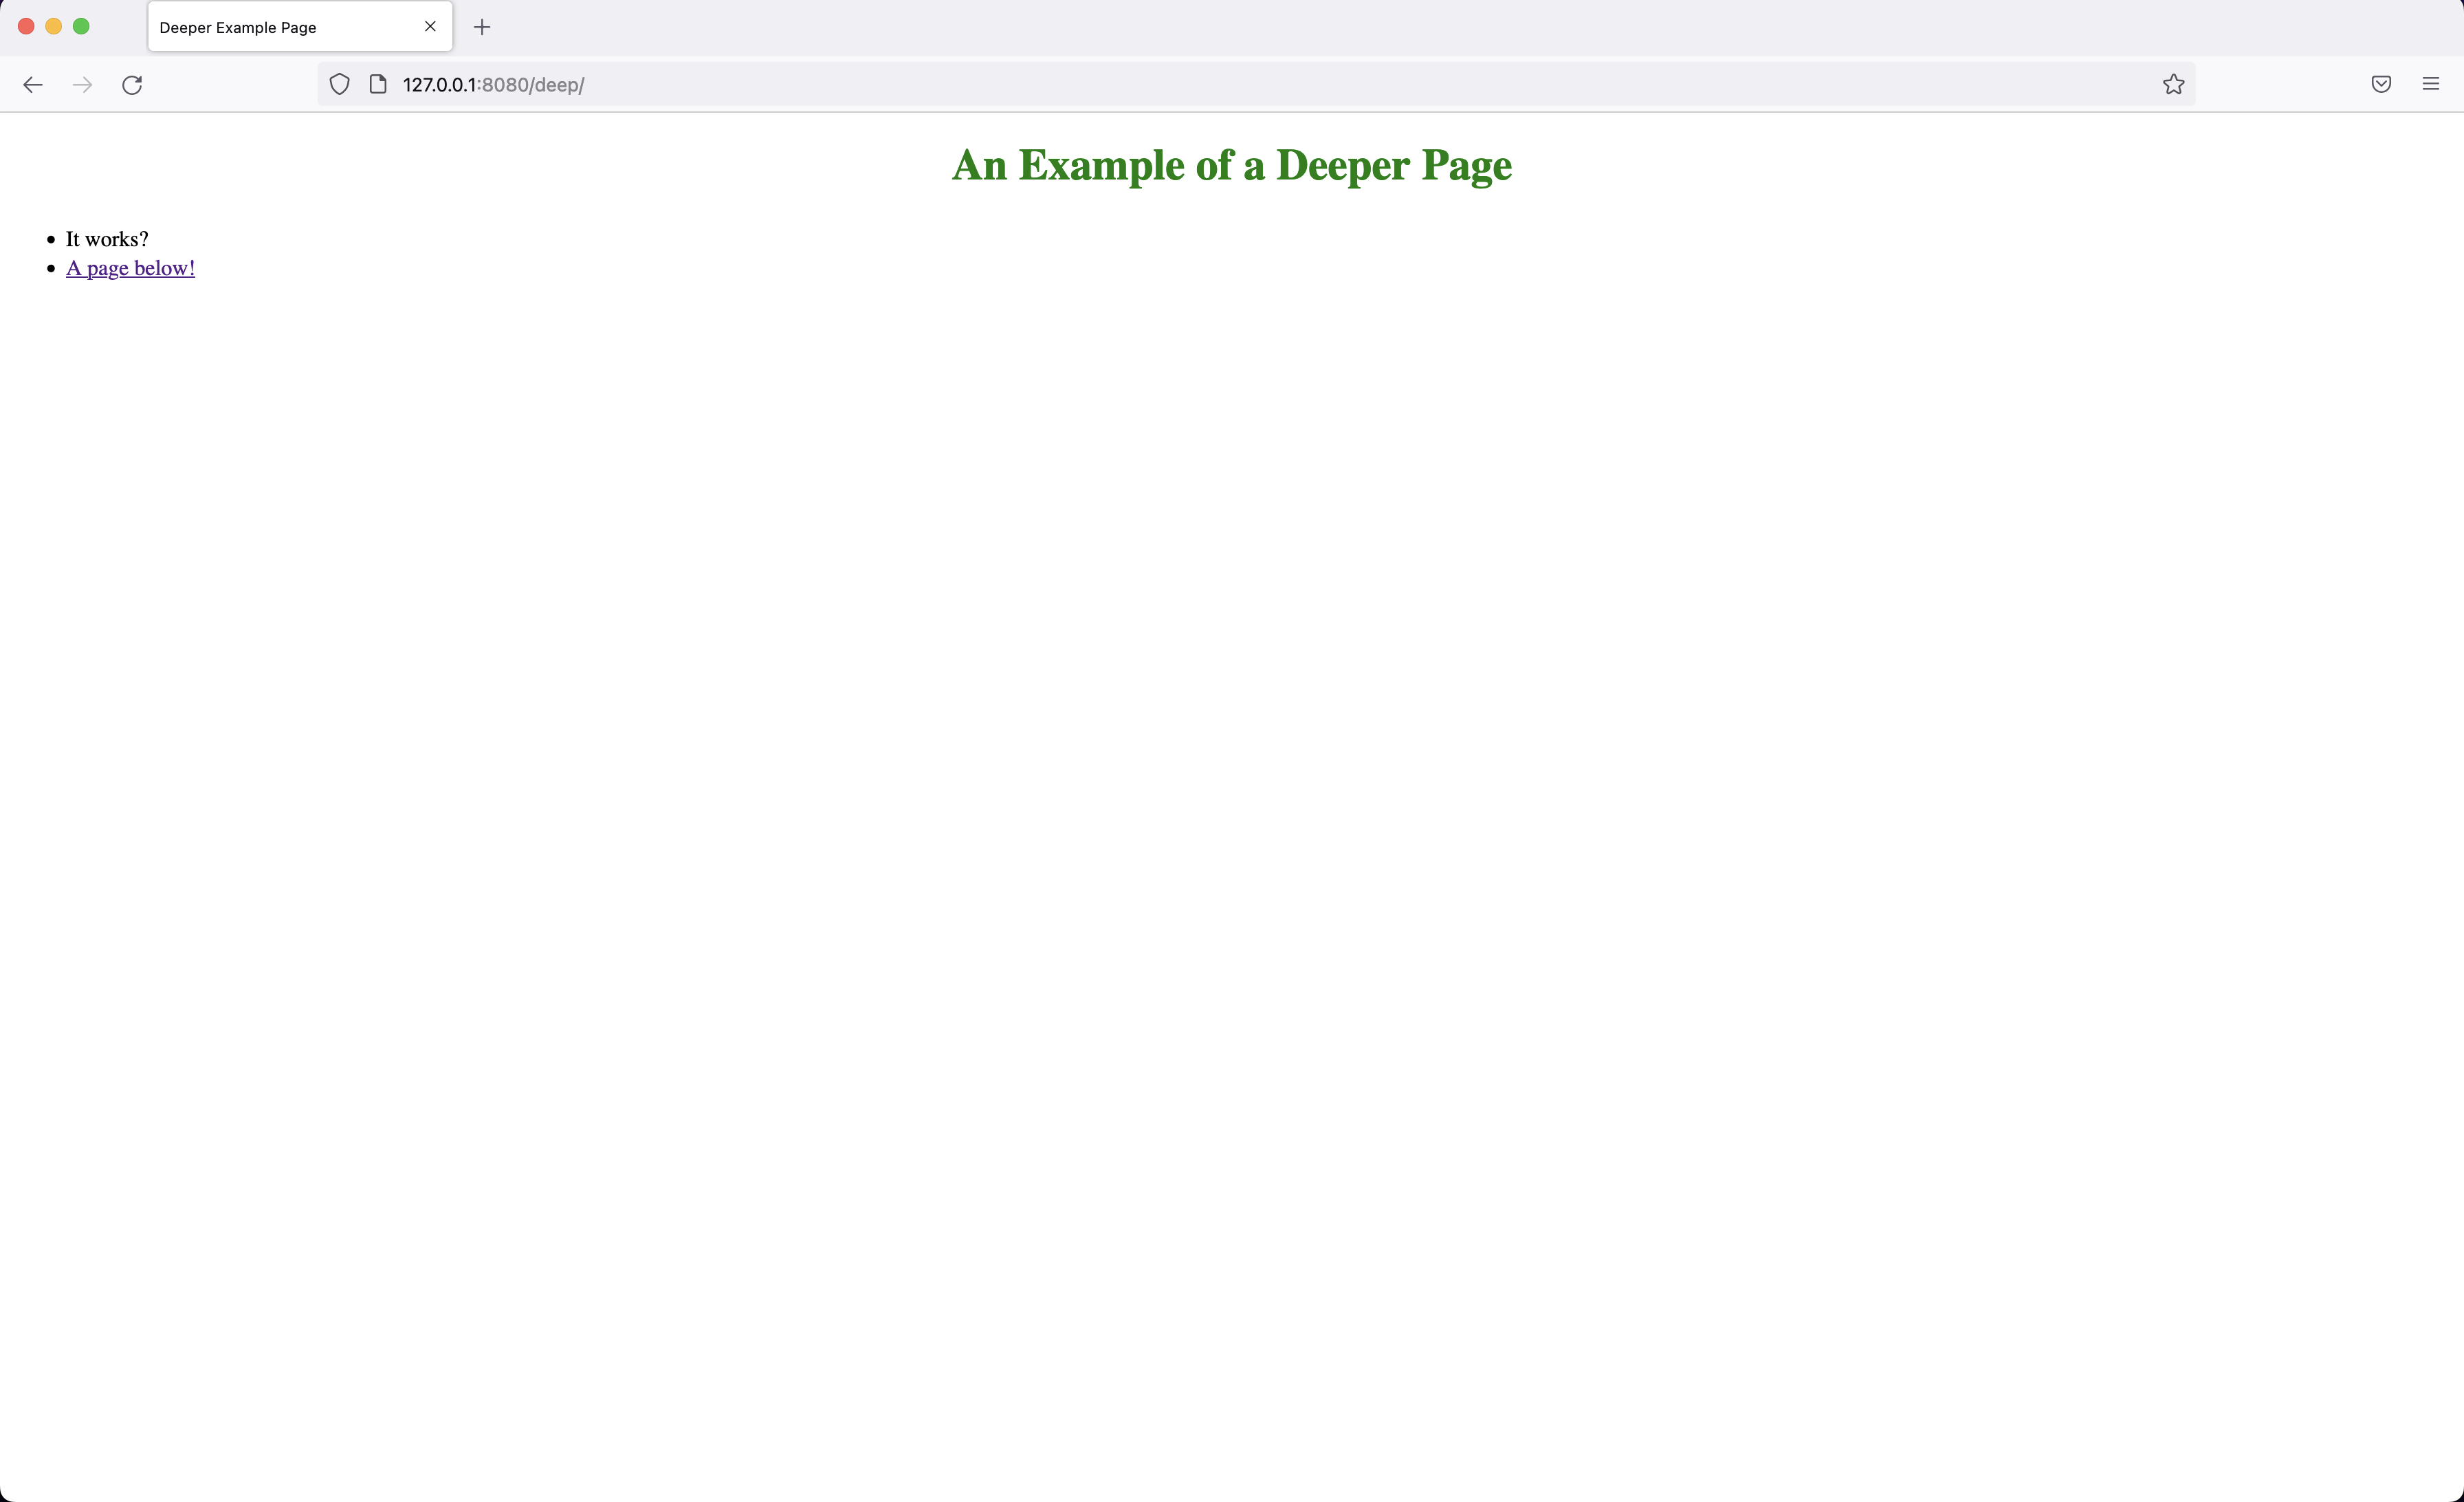 Deeper Example Page
127.0.0.1:8080/deep/
An Example of a Deeper Page
It works?
A page below!